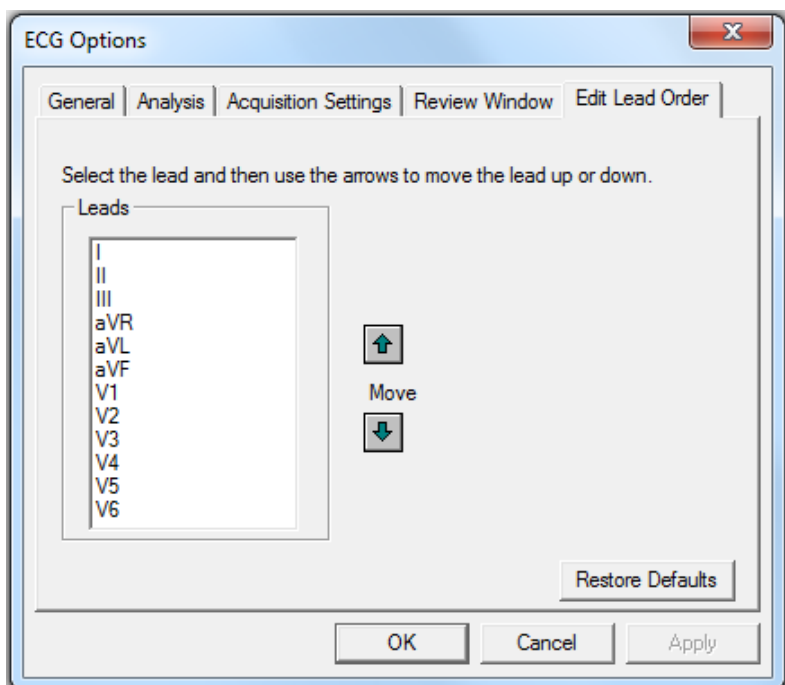 ECG Options
General Analysis Acquisition Settings Review Window Edit Lead Order
Select the lead and then use the arrows to move the lead up or down.
Leads
I
II
III
aVR
aVL
aVF
V1
V2
V3
V4
V5
V6
Move
Restore Defaults
OK Cancel Apply